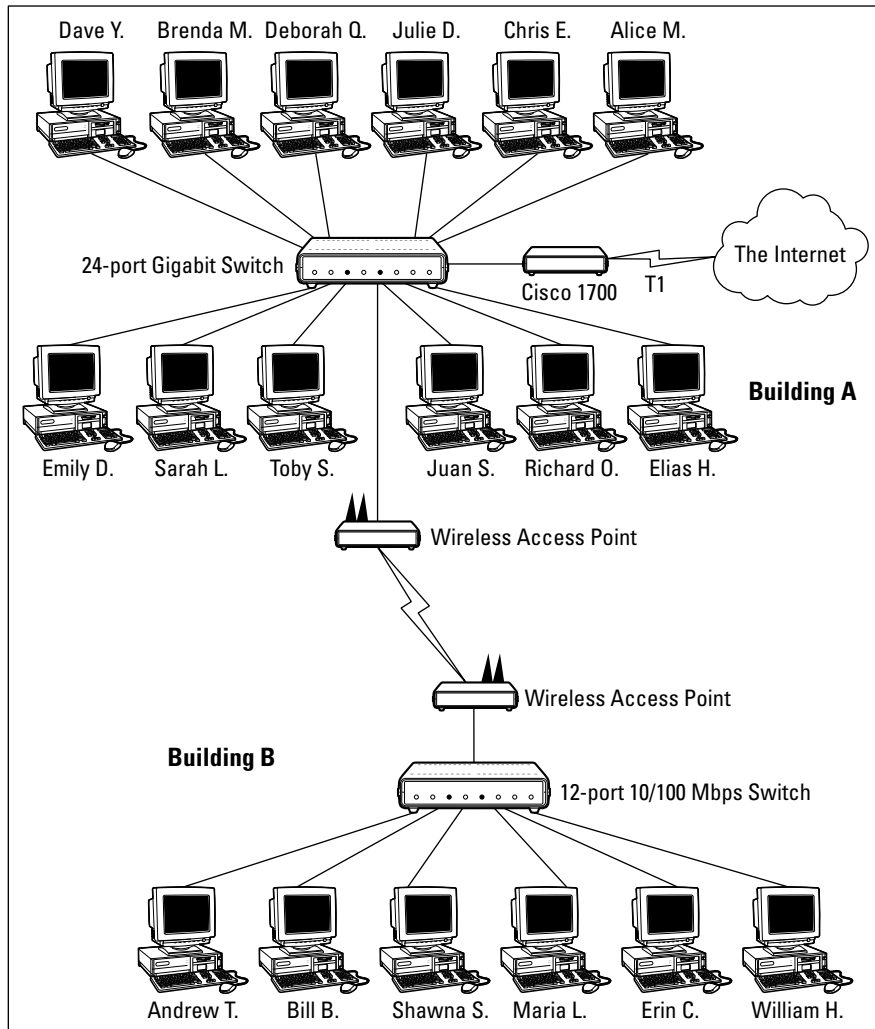 Dave Y. Brenda M. Deborah Q. Julie D. Chris E. Alice M.
The Internet
24-port Gigabit Switch
Cisco 1700
T1
Building A
Emily D. Sarah L. Toby S. Juan S. Richard O. Elias H.
Wireless Access Point
Wireless Access Point
Building B
12-port 10/100 Mbps Switch
Andrew T. Bill B. Shawna S. Maria L. Erin C. William H.